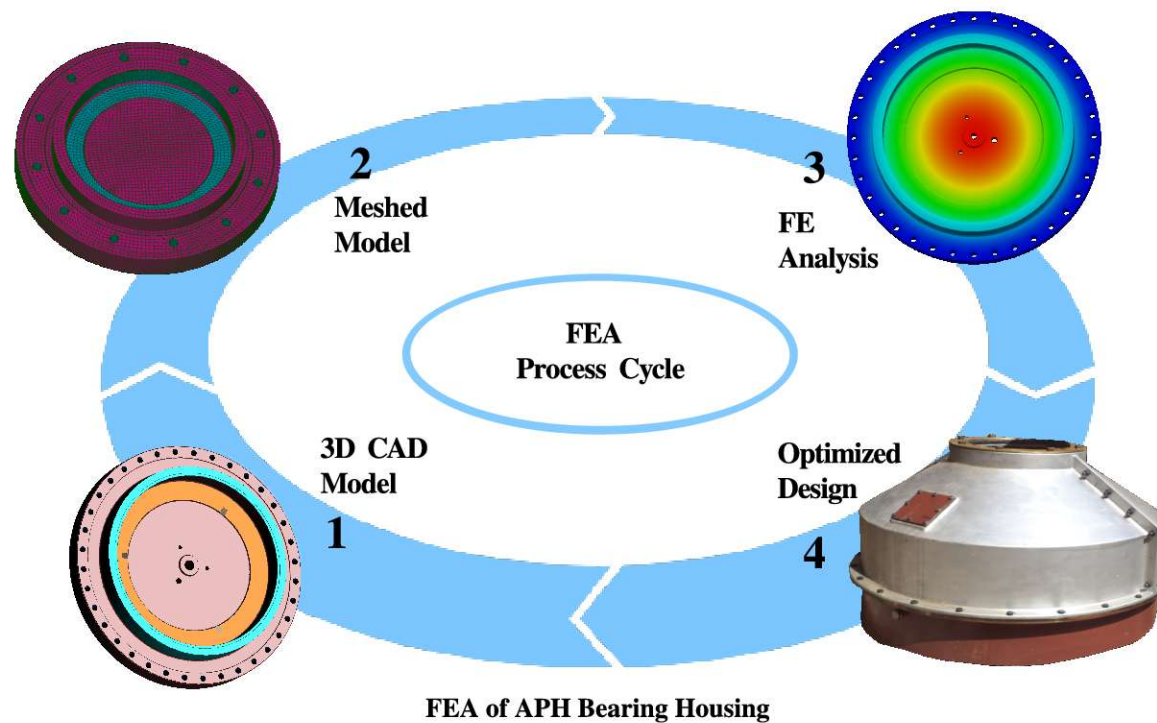 2
Meshed
Model
3
FE
Analysis
FEA
Process Cycle
3D CAD
Model
1
Optimized
Design
4
FEA of APH Bearing Housing